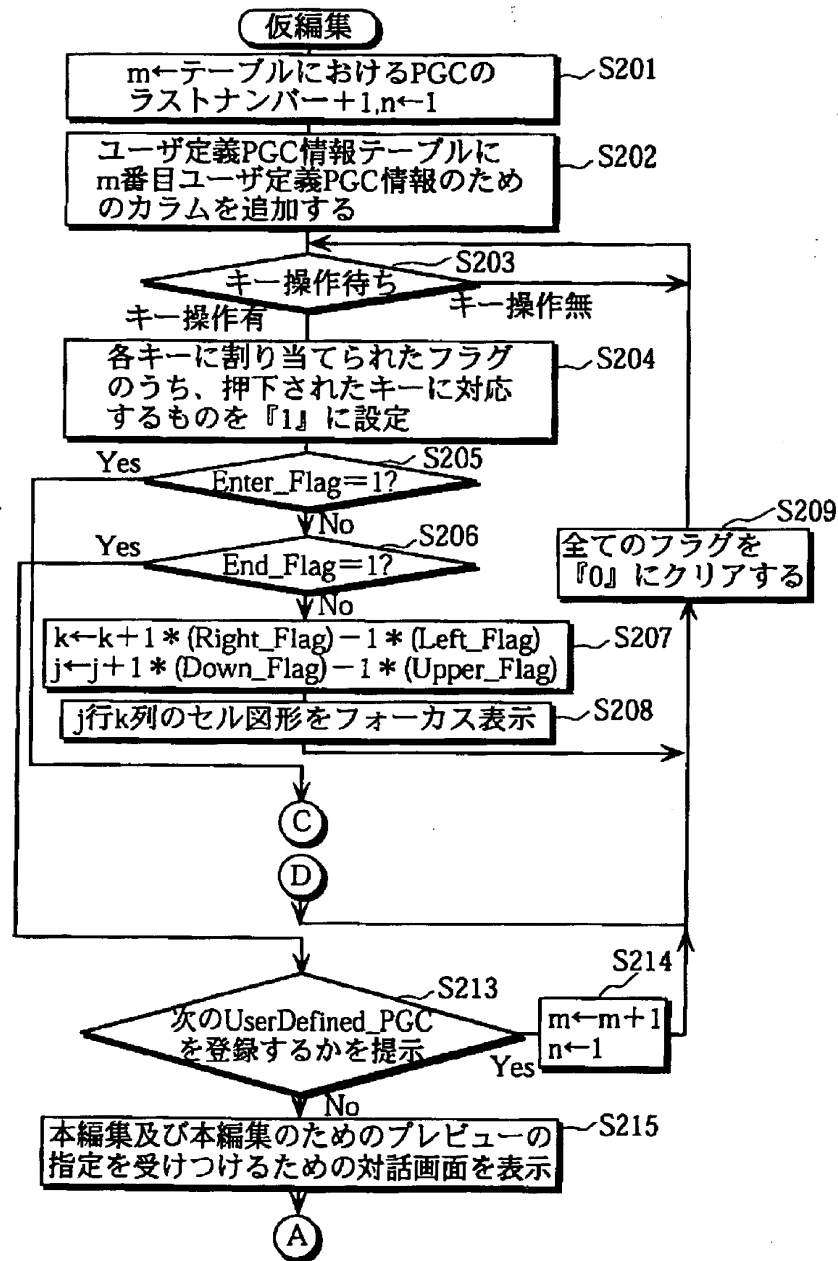 仮編集
m←テーブルにおけるPGCの
ラストナンバー＋1,n←1
S201
ユーザ定義PGC情報テーブルに
m番目ユーザ定義PGC情報のため
のカラムを追加する
S202
キー操作待ち
S203
キー操作有
キー操作無
各キーに割り当てられたフラグ
のうち、押下されたキーに対応
するものを『1』に設定
S204
Yes
Enter_Flag＝1?
S205
No
Yes
End_Flag＝1?
S206
No
全てのフラグを
『0』にクリアする
S209
k←k＋1＊(Right_Flag)－1＊(Left_Flag)
j←j＋1＊(Down_Flag)－1＊(Upper_Flag)
S207
j行k列のセル図形をフォーカス表示
S208
C
D
次のUserDefined_PGC
を登録するかを提示
S213
Yes
m←m＋1
n←1
S214
No
本編集及び本編集のためのプレビューの
指定を受けつけるための対話画面を表示
S215
A